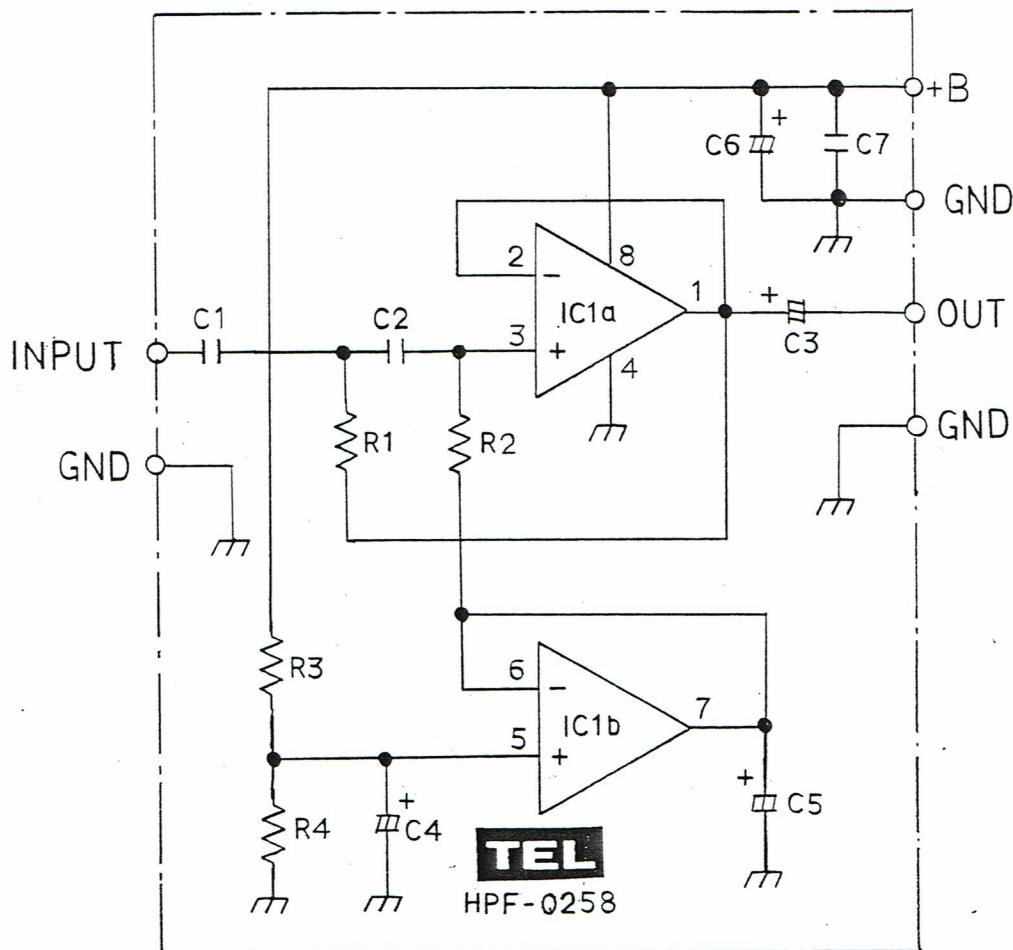 +B
C6
+
C7
GND
2
−
8
IC1a
1
+
C3
OUT
INPUT
C1
C2
3
+
4
GND
R1
R2
GND
R3
6
−
IC1b
7
5
+
+
C5
R4
+
C4
TEL
HPF-0258